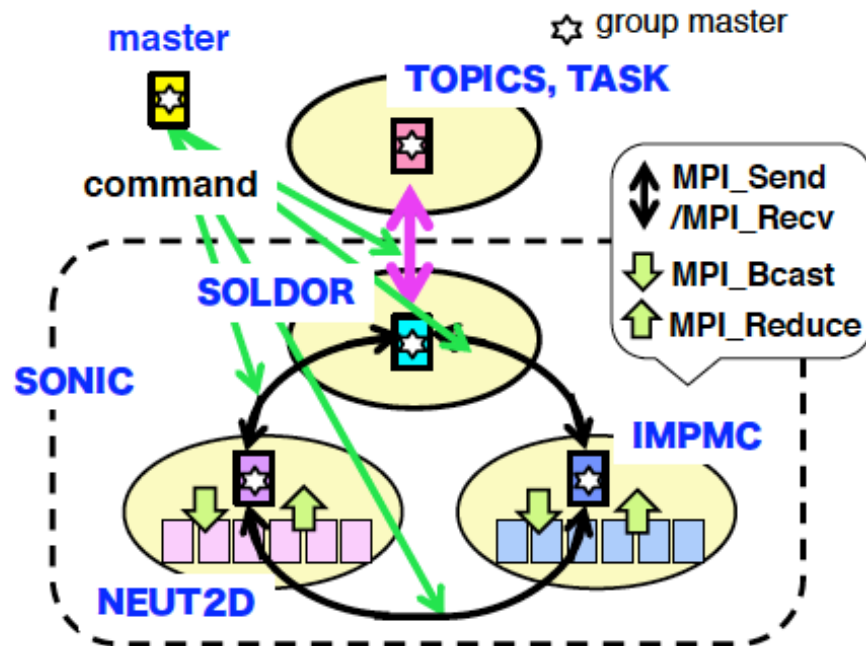 group master
master
TOPICS, TASK
command
MPI_Send
/MPI_Recv
MPI_Bcast
MPI_Reduce
SOLDOR
SONIC
IMPMC
NEUT2D